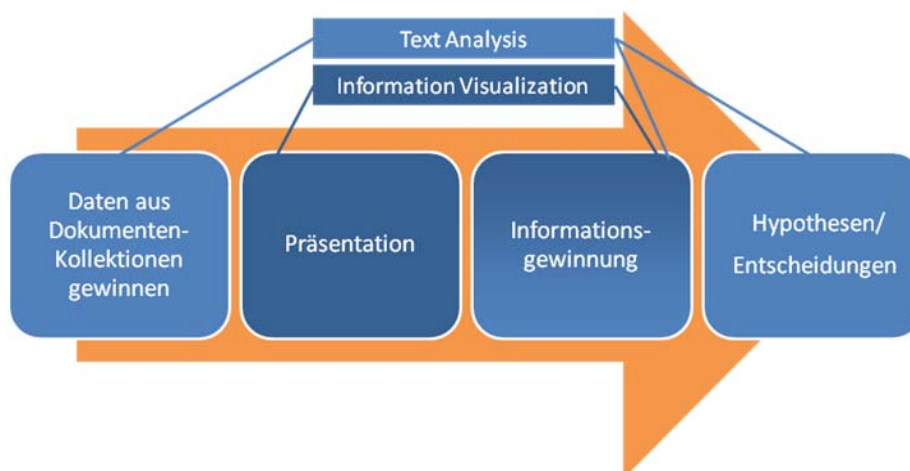 Text Analysis
Information Visualization
Daten aus
Dokumenten-
Kollektionen
gewinnen
Präsentation
Informations-
gewinnung
Hypothesen/
Entscheidungen